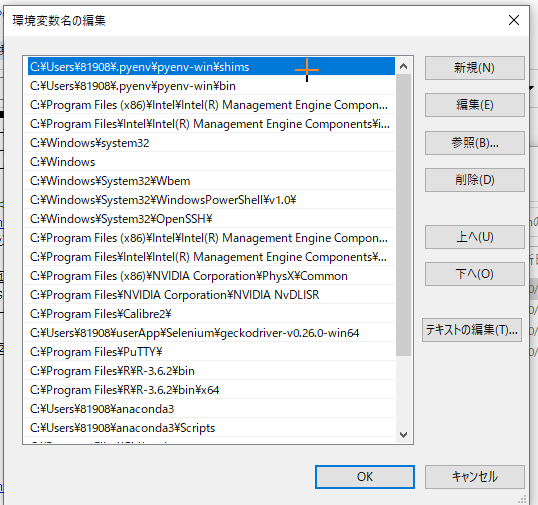 環境変数名の編集
C:¥Users¥81908¥.pyenv¥pyenv-win¥shims
C:¥Users¥81908¥.pyenv¥pyenv-win¥bin
C:¥Program Files (x86)¥Intel¥Intel(R) Management Engine Compon...
C:¥Program Files¥Intel¥Intel(R) Management Engine Components¥i...
C:¥Windows¥system32
C:¥Windows
C:¥Windows¥System32¥Wbem
C:¥Windows¥System32¥WindowsPowerShell¥v1.0¥
C:¥Windows¥System32¥OpenSSH¥
C:¥Program Files (x86)¥Intel¥Intel(R) Management Engine Compon...
C:¥Program Files¥Intel¥Intel(R) Management Engine Components¥i...
C:¥Program Files (x86)¥NVIDIA Corporation¥PhysX¥Common
C:¥Program Files¥NVIDIA Corporation¥NVIDIA NvDLISR
C:¥Program Files¥Calibre2¥
C:¥Users¥81908¥userApp¥Selenium¥geckodriver-v0.26.0-win64
C:¥Program Files¥PuTTY¥
C:¥Program Files¥R¥R-3.6.2¥bin
C:¥Program Files¥R¥R-3.6.2¥bin¥x64
C:¥Users¥81908¥anaconda3
C:¥Users¥81908¥anaconda3¥Scripts
新規(N)
編集(E)
参照(B)...
削除(D)
上へ(U)
下へ(O)
テキストの編集(T)...
OK
キャンセル